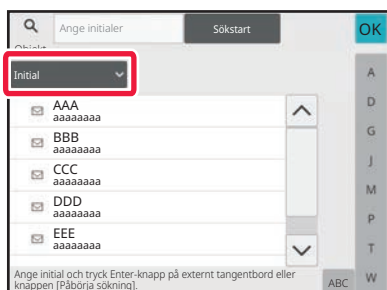 Ange initialer
Sökstart
OK
Objekt
Initial
AAA
aaaaaaaa
BBB
aaaaaaaa
CCC
aaaaaaaa
DDD
aaaaaaaa
EEE
aaaaaaaa
A
D
G
J
M
P
T
W
Ange initial och tryck Enter-knapp på externt tangentbord eller
knappen [Påbörja sökning].
ABC